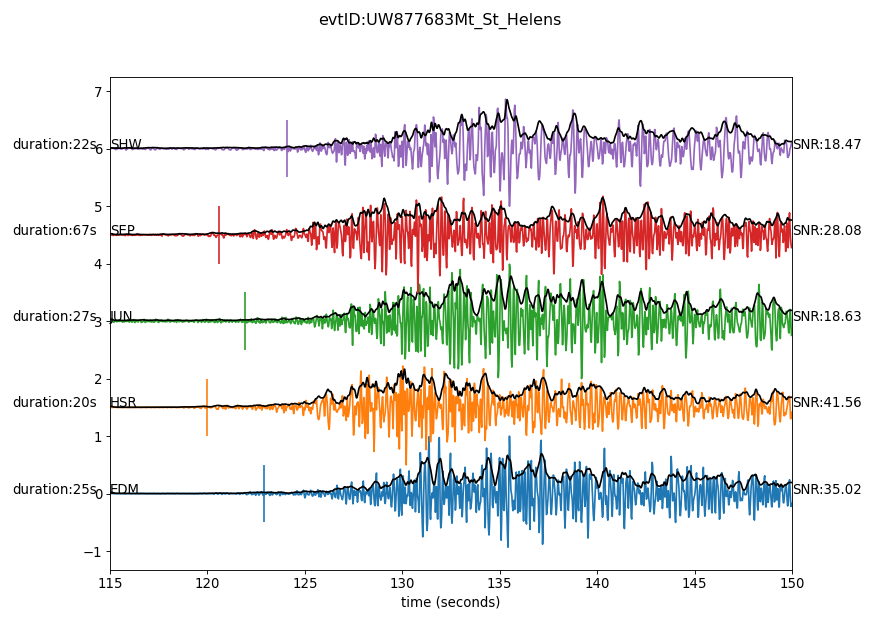 evtID:UW877683Mt_St_Helens
7
duration:22s SHW 6 SNR:18.47
5
duration:67s SEP SNR:28.08
4
duration:27s JUN 3 SNR:18.63
2
duration:20s HSR SNR:41.56
1
duration:25s EDM 0 SNR:35.02
−1
115 120 125 130 135 140 145 150
time (seconds)